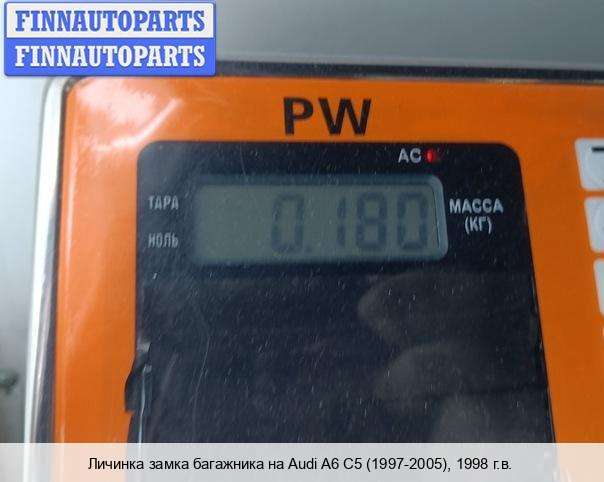 FINNAUTOPARTS
FINNAUTOPARTS
PW
AC
ТАРА
НОЛЬ
0.180
МАССА
(КГ)
Личинка замка багажника на Audi A6 C5 (1997-2005), 1998 г.в.